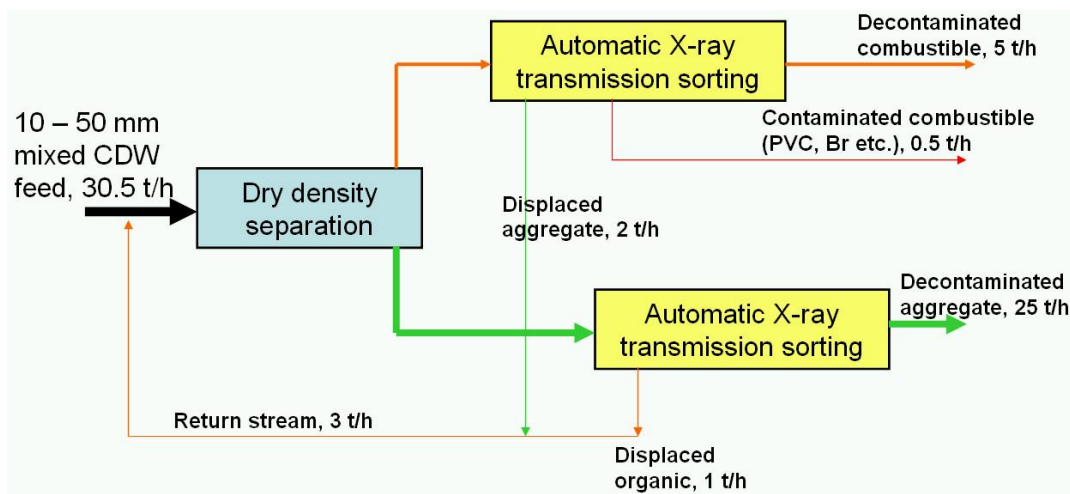 Automatic X-ray
transmission sorting
Decontaminated
combustible, 5 t/h
Contaminated combustible
(PVC, Br etc.), 0.5 t/h
10 – 50 mm
mixed CDW
feed, 30.5 t/h
Dry density
separation
Displaced
aggregate, 2 t/h
Automatic X-ray
transmission sorting
Decontaminated
aggregate, 25 t/h
Return stream, 3 t/h
Displaced
organic, 1 t/h